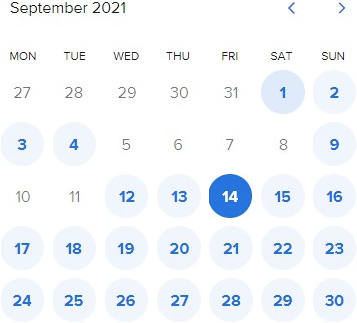 September 2021
MON TUE WED THU FRI SAT SUN
27 28 29 30 31 1 2
3 4 5 6 7 8 9
10 11 12 13 14 15 16
17 18 19 20 21 22 23
24 25 26 27 28 29 30